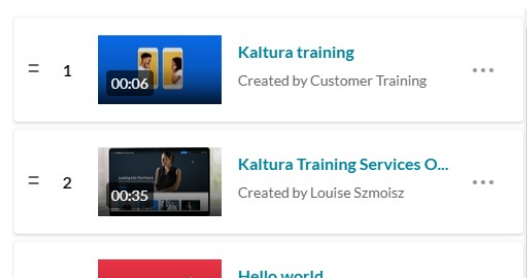 1
00:06
Kaltura training
Created by Customer Training
2
00:35
Kaltura Training Services O...
Created by Louise Szmoisz
Hello world